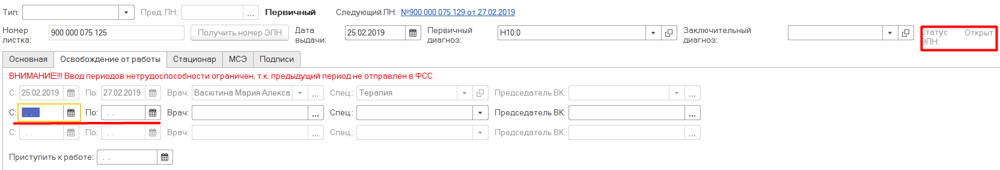 Тип: Пред. ЛН: ... Первичный Следующий ЛН: №900 000 075 129 от 27.02.2019
Номер листка: 900 000 075 125 Получить номер ЭЛН Дата выдачи: 25.02.2019 Первичный диагноз: H10.0 Заключительный диагноз: Статус ЭЛН: Открыт
Основная Освобождение от работы Стационар МСЭ Подписи
ВНИМАНИЕ!!! Ввод периодов нетрудоспособности ограничен, т.к. предыдущий период не отправлен в ФСС.
С: 25.02.2019 По: 27.02.2019 Врач: Васютина Мария Алекса ... Спец.: Терапия Председатель ВК: ...
С: . . По: . . Врач: ... Спец.: Председатель ВК: ...
С: . . По: . . Врач: ... Спец.: Председатель ВК: ...
Приступить к работе: . .